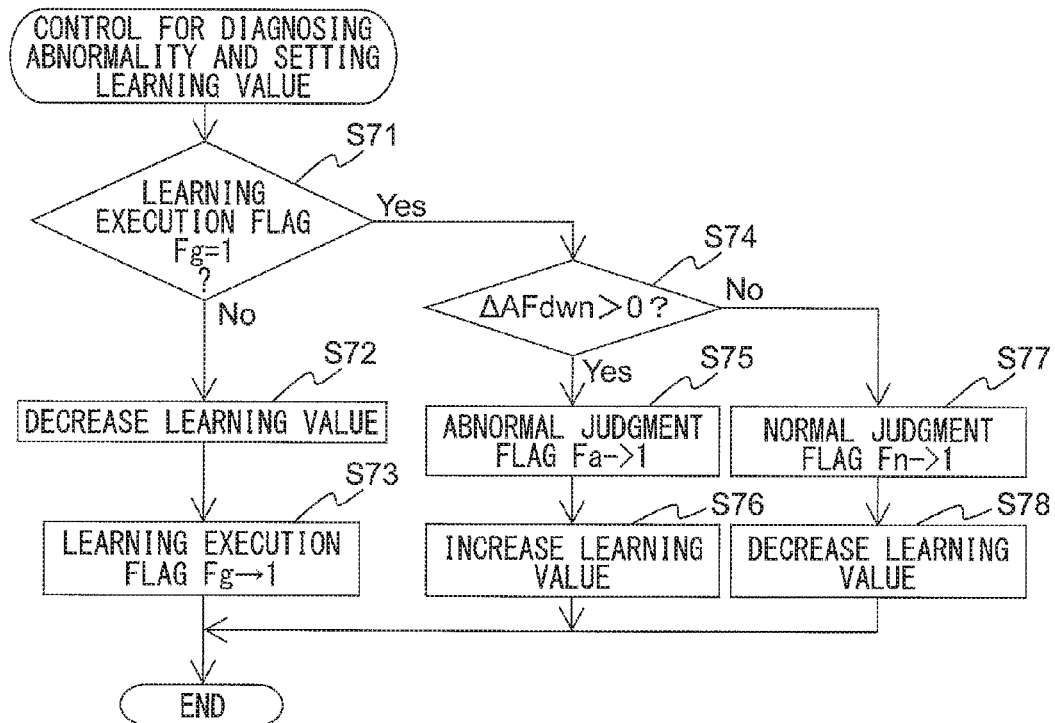 CONTROL FOR DIAGNOSING
ABNORMALITY AND SETTING
LEARNING VALUE
S71
LEARNING
EXECUTION FLAG
Fg=1
?
Yes
No
S74
ΔAFdwn>0?
No
Yes
S72
DECREASE LEARNING VALUE
S75
ABNORMAL JUDGMENT
FLAG Fa->1
S77
NORMAL JUDGMENT
FLAG Fn->1
S73
LEARNING EXECUTION
FLAG Fg→1
S76
INCREASE LEARNING
VALUE
S78
DECREASE LEARNING
VALUE
END